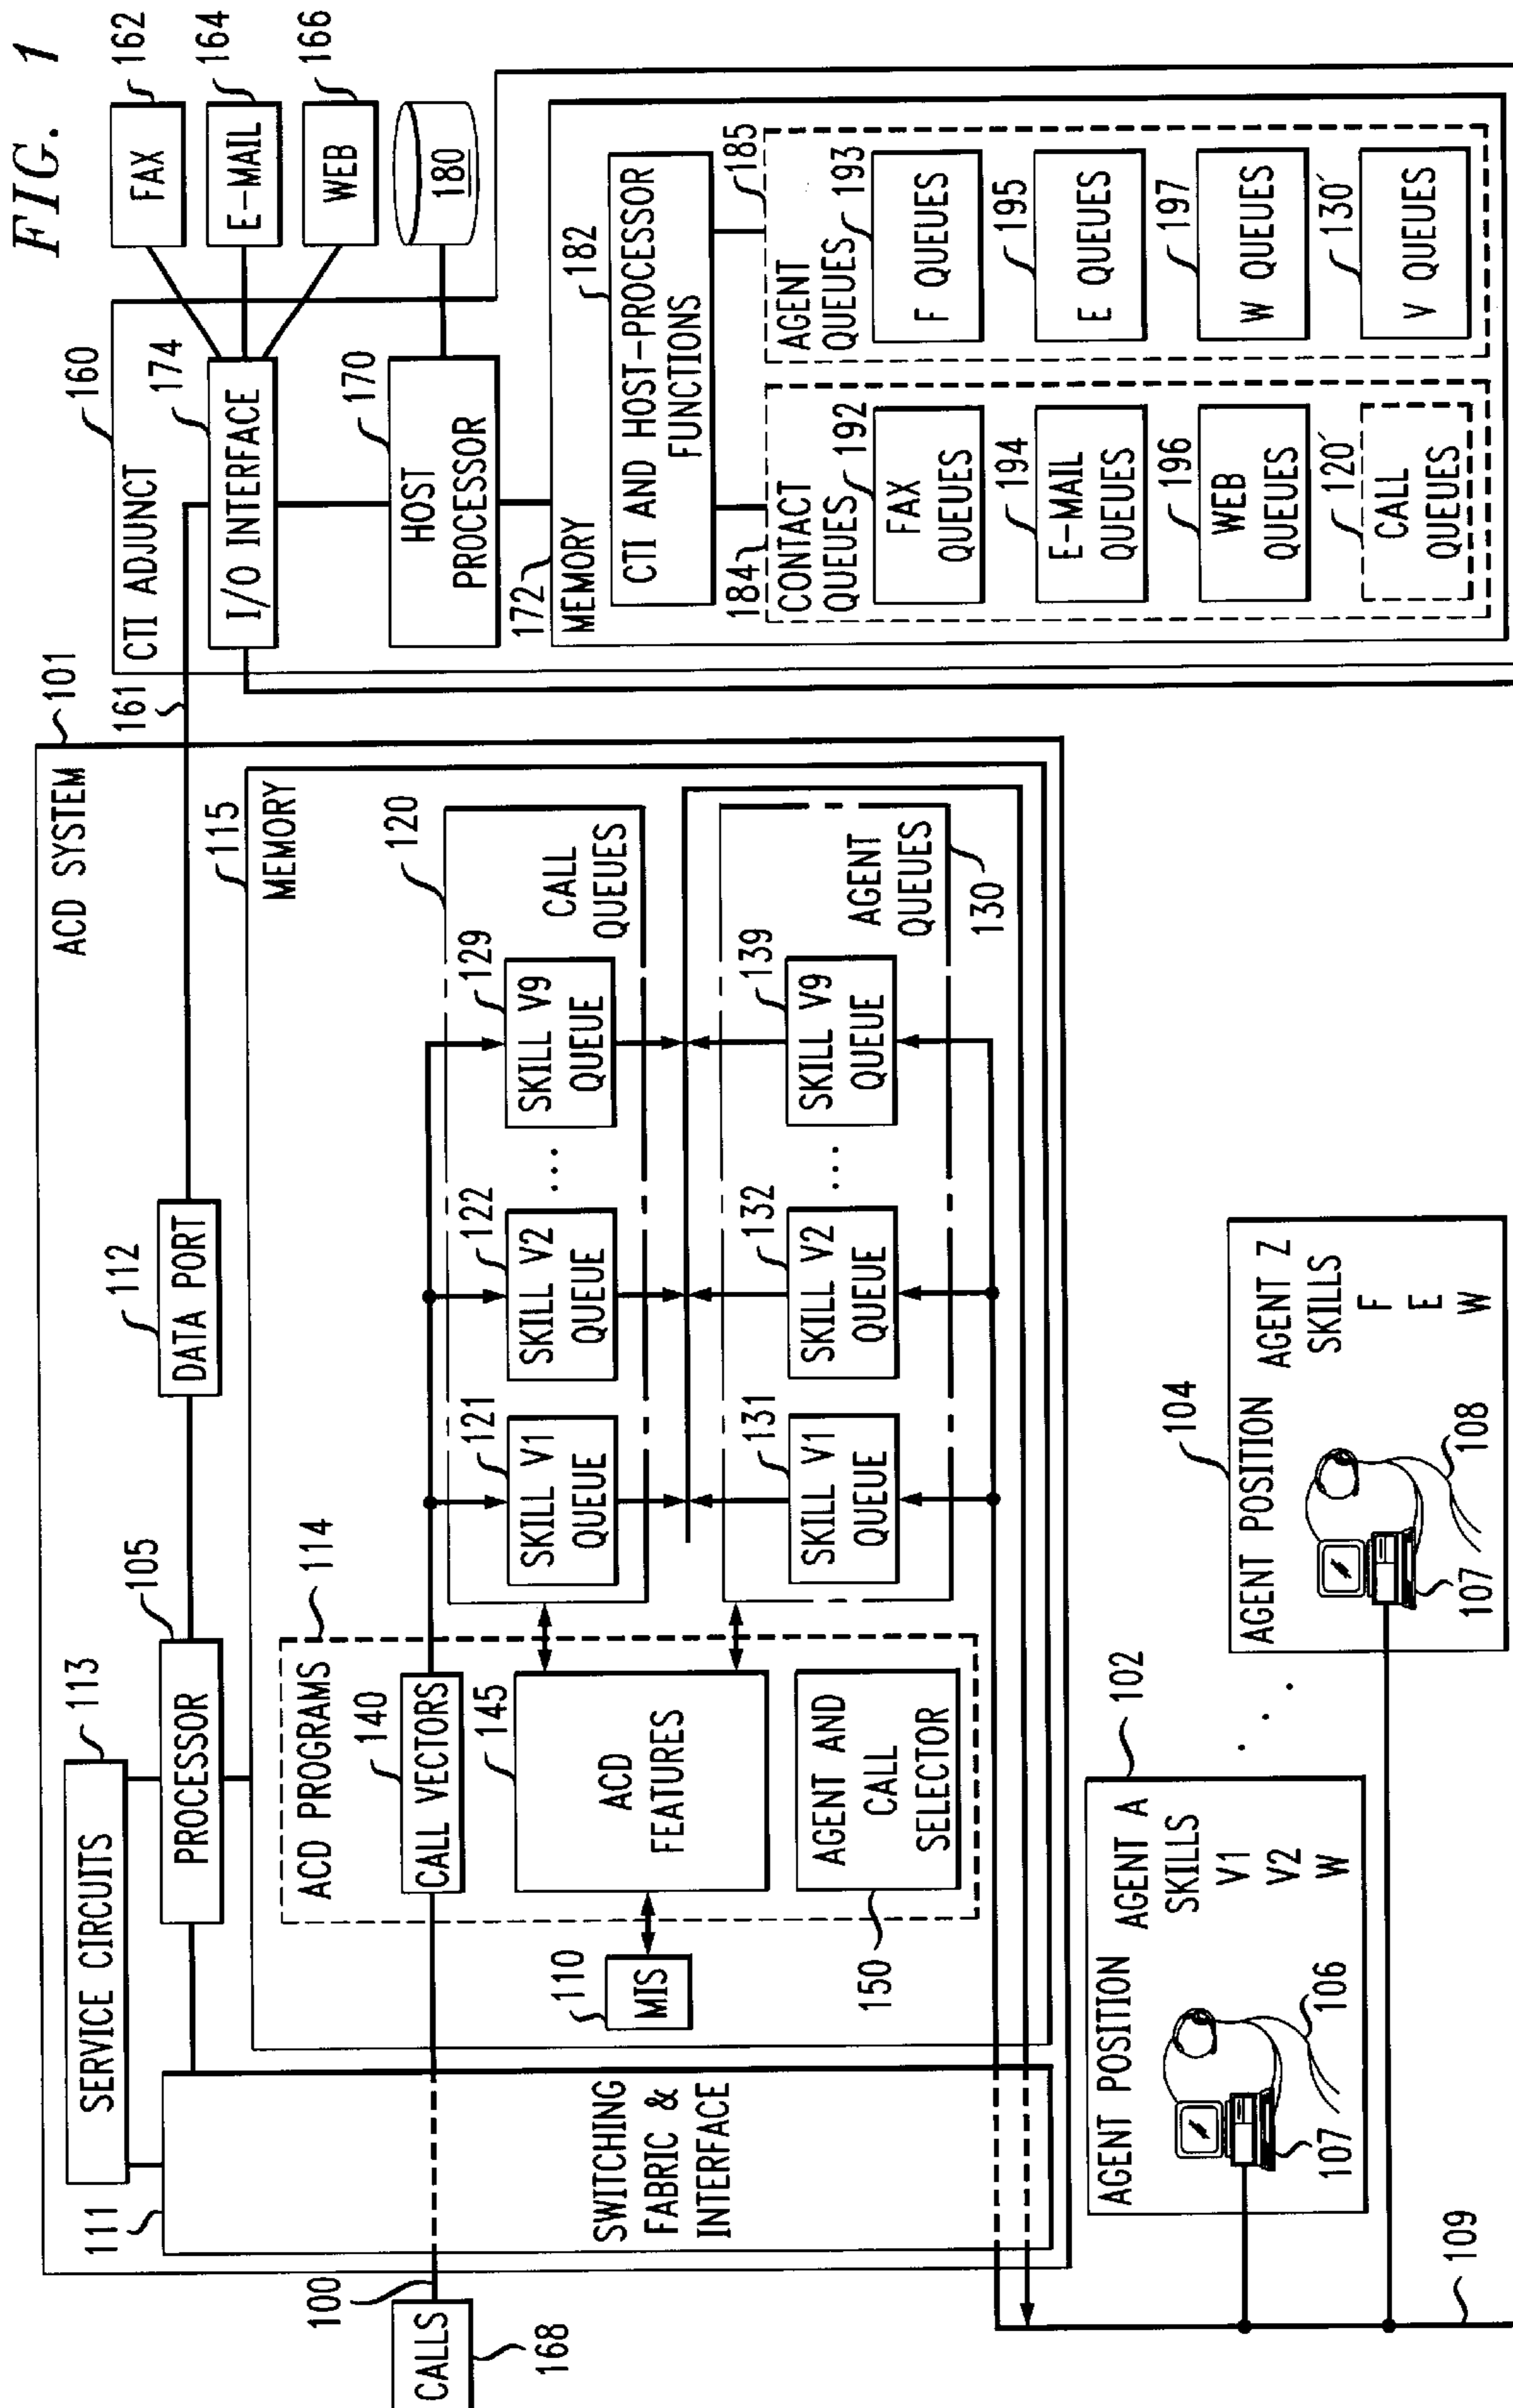 FIG. 1
162
FAX
164
E-MAIL
166
WEB
180
160
CTI ADJUNCT
174
I/O INTERFACE
170
HOST
PROCESSOR
172
MEMORY
182
CTI AND HOST-PROCESSOR
FUNCTIONS
184
CONTACT
QUEUES
192
FAX
QUEUES
194
E-MAIL
QUEUES
196
WEB
QUEUES
120'
CALL
QUEUES
185
AGENT
QUEUES
193
F QUEUES
195
E QUEUES
197
W QUEUES
130'
V QUEUES
161
101
ACD SYSTEM
112
DATA PORT
105
PROCESSOR
113
SERVICE CIRCUITS
111
SWITCHING
FABRIC &
INTERFACE
115
MEMORY
114
ACD PROGRAMS
140
CALL VECTORS
145
ACD
FEATURES
AGENT AND
CALL
SELECTOR
150
110
MIS
120
CALL
QUEUES
121
SKILL V1
QUEUE
122
SKILL V2
QUEUE
...
129
SKILL V9
QUEUE
130
AGENT
QUEUES
131
SKILL V1
QUEUE
132
SKILL V2
QUEUE
...
139
SKILL V9
QUEUE
100
CALLS
168
102
AGENT POSITION
AGENT A
SKILLS
V1
V2
W
106
107
. . .
104
AGENT POSITION
AGENT Z
SKILLS
F
E
W
108
107
109